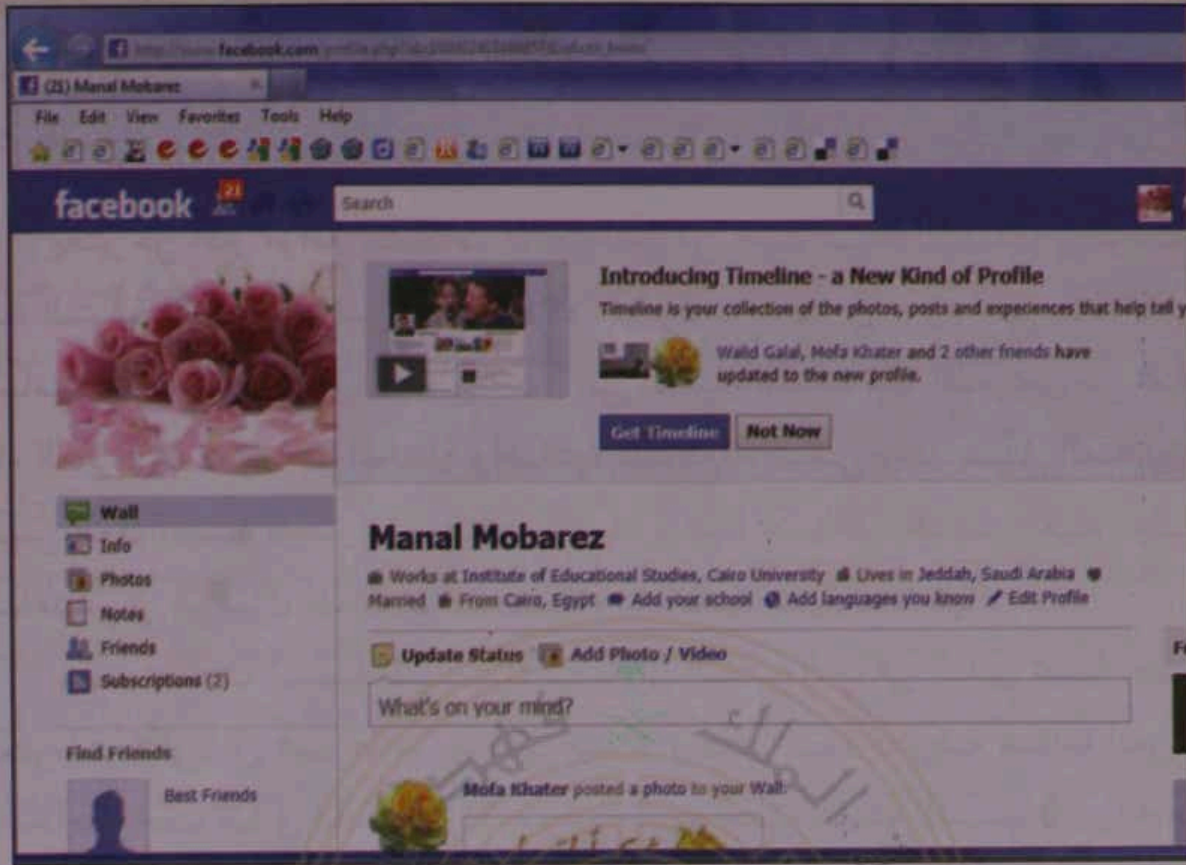 facebook.com
(21) Manal Mobarez
File Edit View Favorites Tools Help
facebook 21
Search
Introducing Timeline - a New Kind of Profile
Timeline is your collection of the photos, posts and experiences that help tell y
Walid Galal, Mofa Khater and 2 other friends have
updated to the new profile.
Get Timeline Not Now
Wall
Info
Photos
Notes
Friends
Subscriptions (2)
Find Friends
Best Friends
Manal Mobarez
Works at Institute of Educational Studies, Cairo University Lives in Jeddah, Saudi Arabia
Married From Cairo, Egypt Add your school Add languages you know Edit Profile
Update Status Add Photo / Video
What's on your mind?
Mofa Khater posted a photo to your Wall.